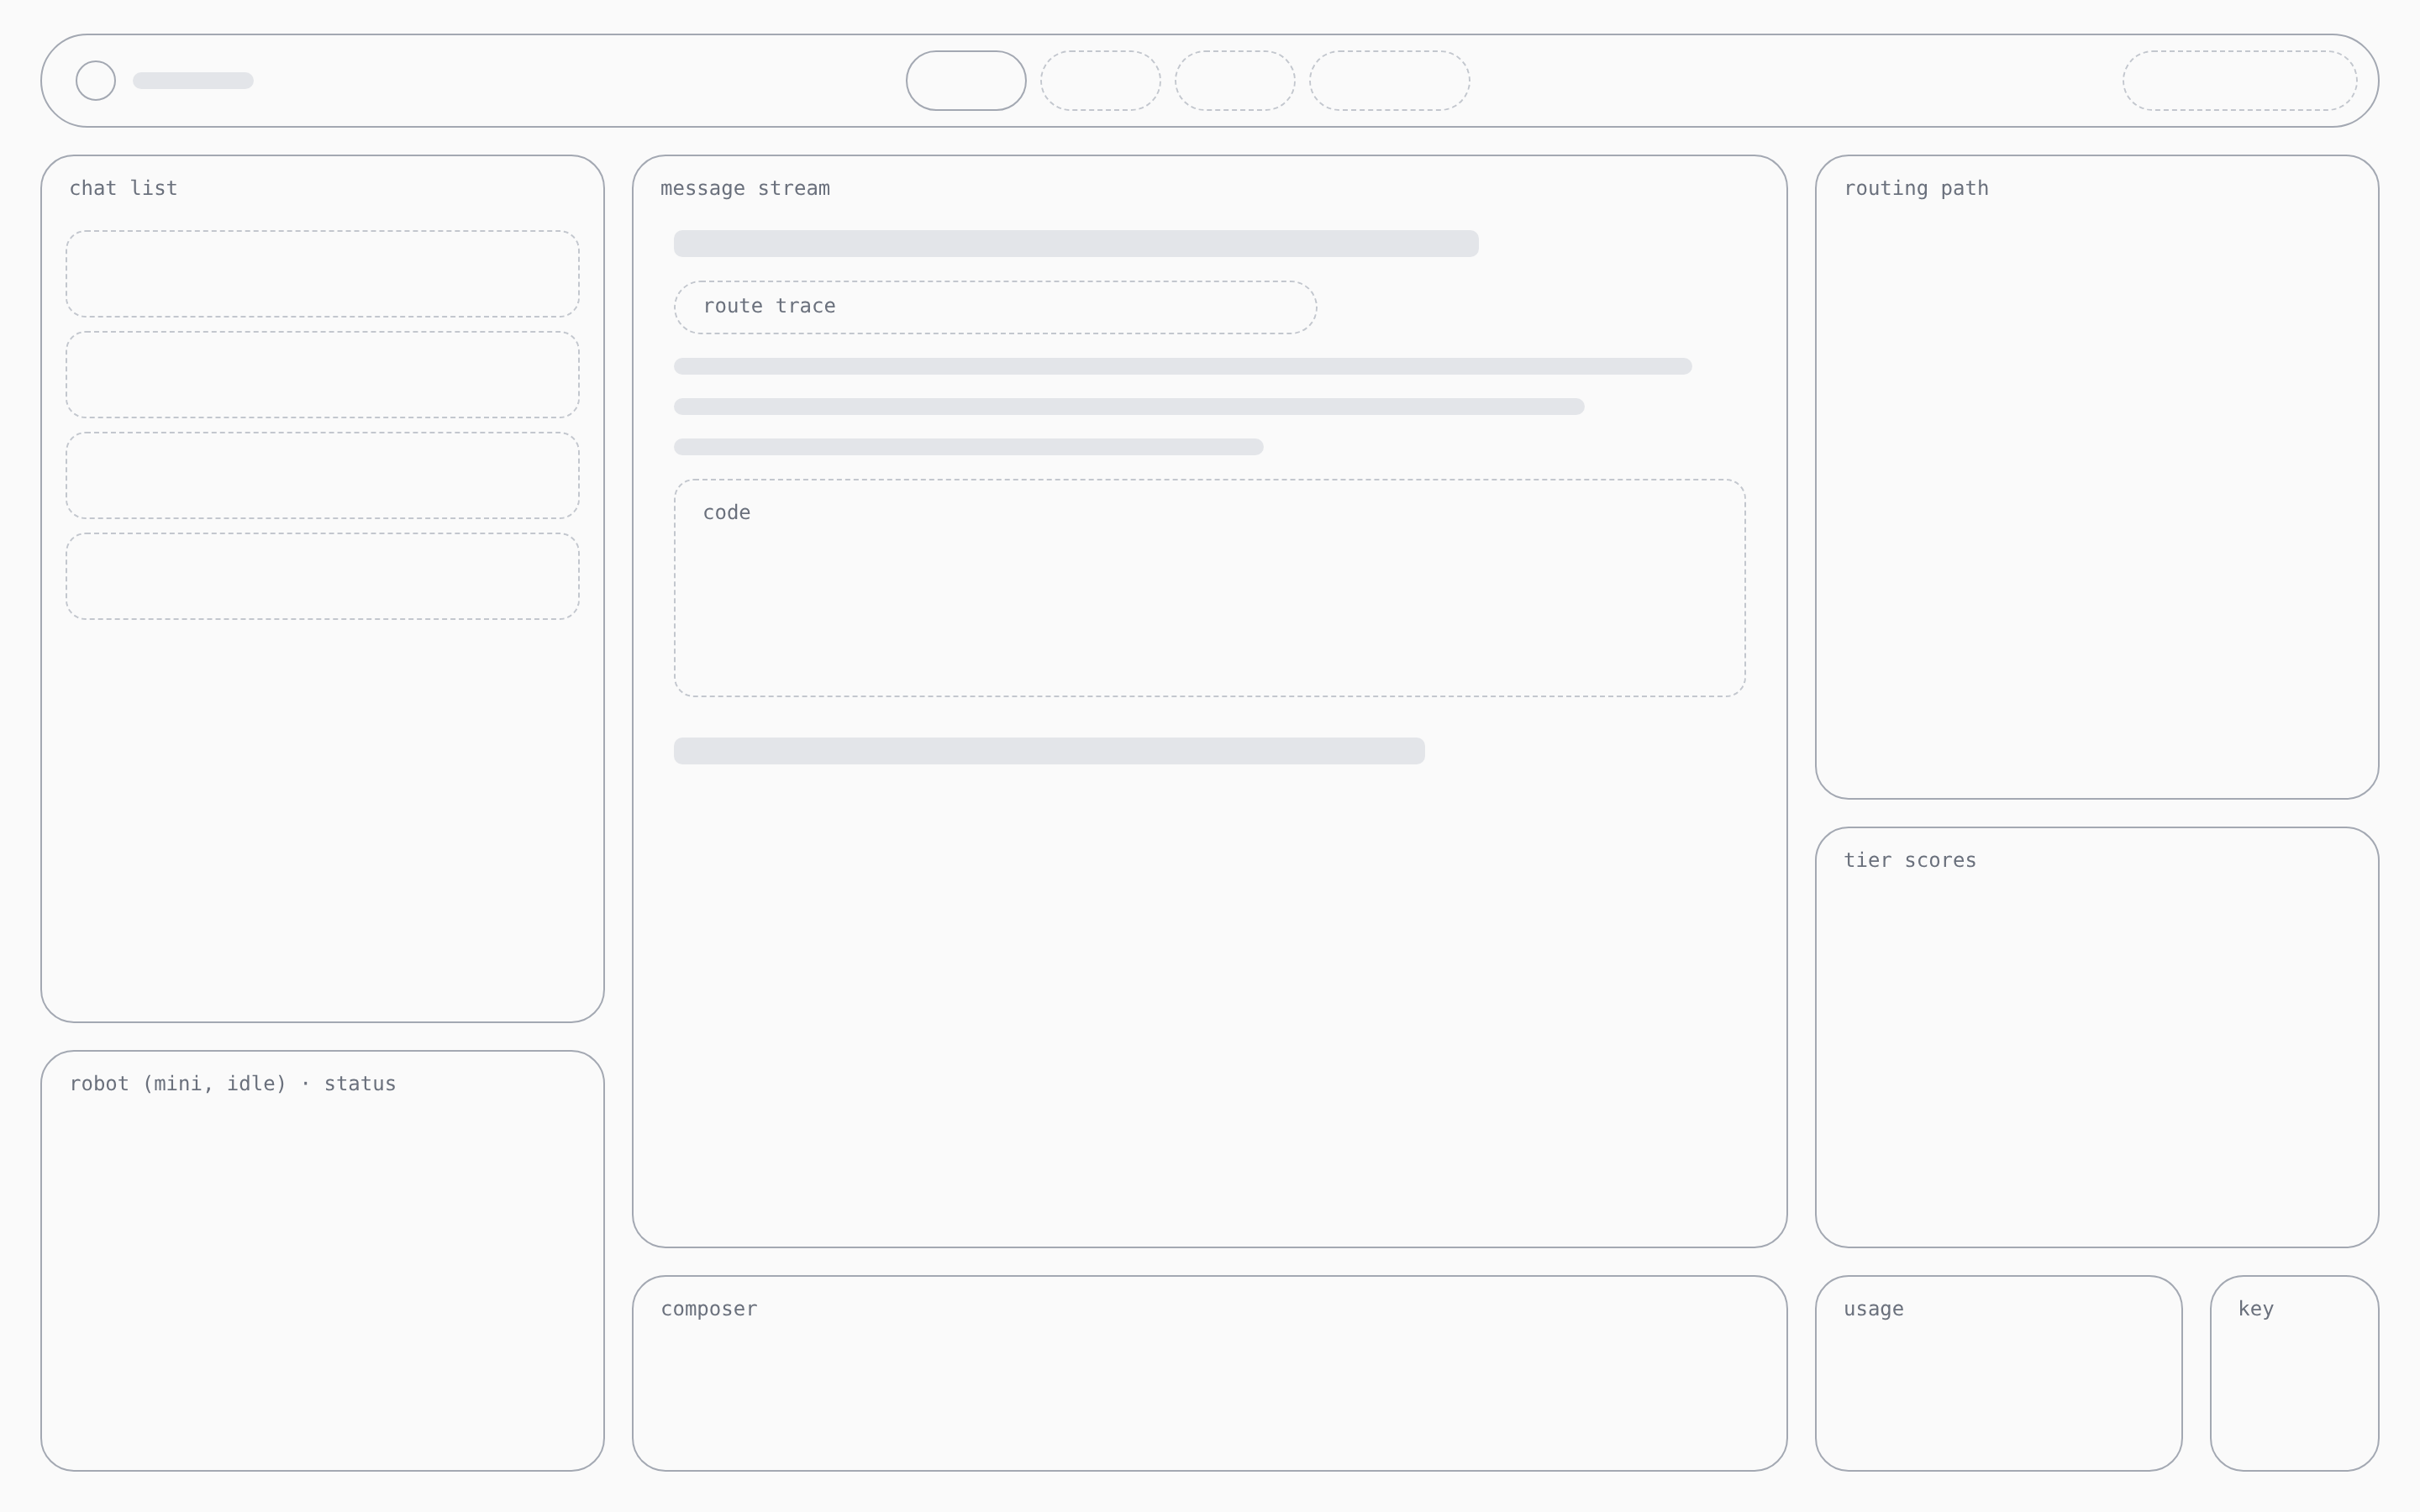 chat list
message stream
route trace
code
routing path
tier scores
robot (mini, idle) · status
composer
usage
key